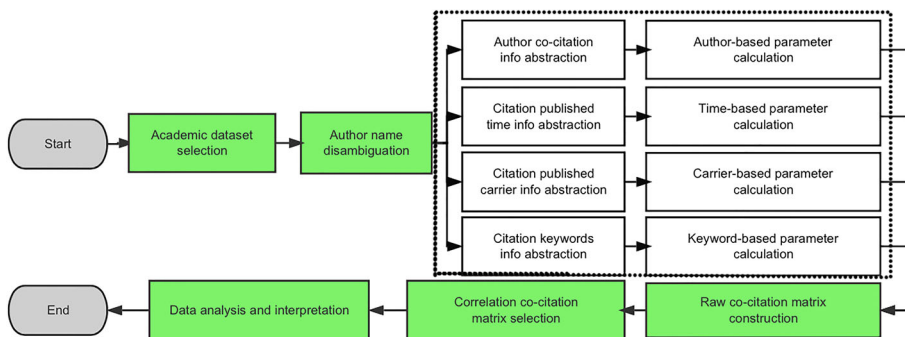 Start
Academic dataset
selection
Author name
disambiguation
Author co-citation
info abstraction
Author-based parameter
calculation
Citation published
time info abstraction
Time-based parameter
calculation
Citation published
carrier info abstraction
Carrier-based parameter
calculation
Citation keywords
info abstraction
Keyword-based parameter
calculation
End
Data analysis and interpretation
Correlation co-citation
matrix selection
Raw co-citation matrix
construction